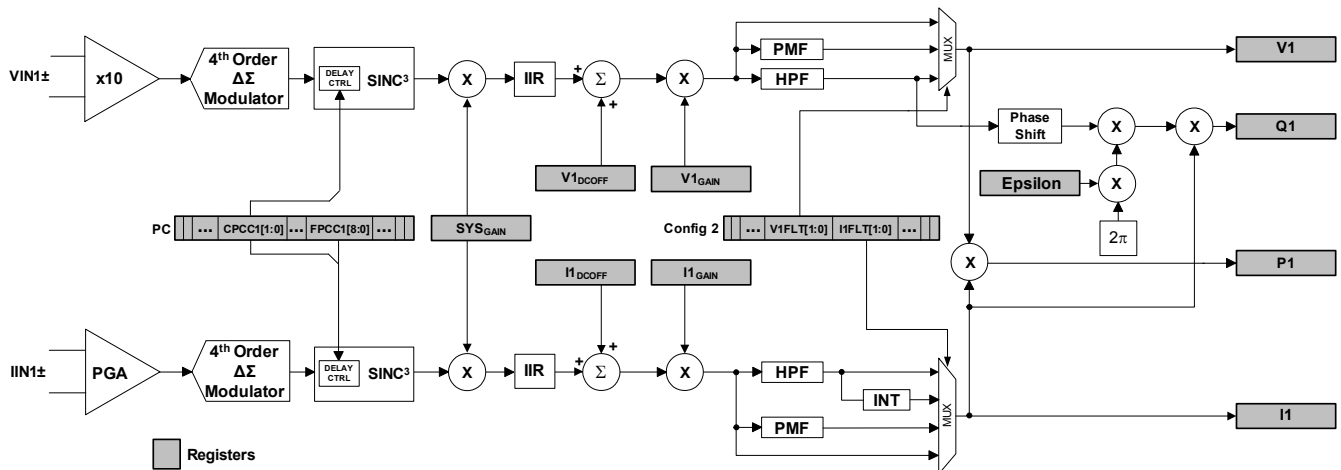 VIN1±
x10
4th Order
ΔΣ
Modulator
DELAY
CTRL
SINC3
X
IIR
+
Σ
+
X
PMF
HPF
MUX
V1
Phase
Shift
X
X
Q1
V1DCOFF
V1GAIN
Epsilon
X
2π
PC
... CPCC1[1:0] ... FPCC1[8:0] ...
SYSGAIN
Config 2
... V1FLT[1:0] I1FLT[1:0] ...
I1DCOFF
I1GAIN
X
P1
IIN1±
PGA
4th Order
ΔΣ
Modulator
DELAY
CTRL
SINC3
X
IIR
+
+
Σ
X
HPF
INT
PMF
MUX
I1
Registers